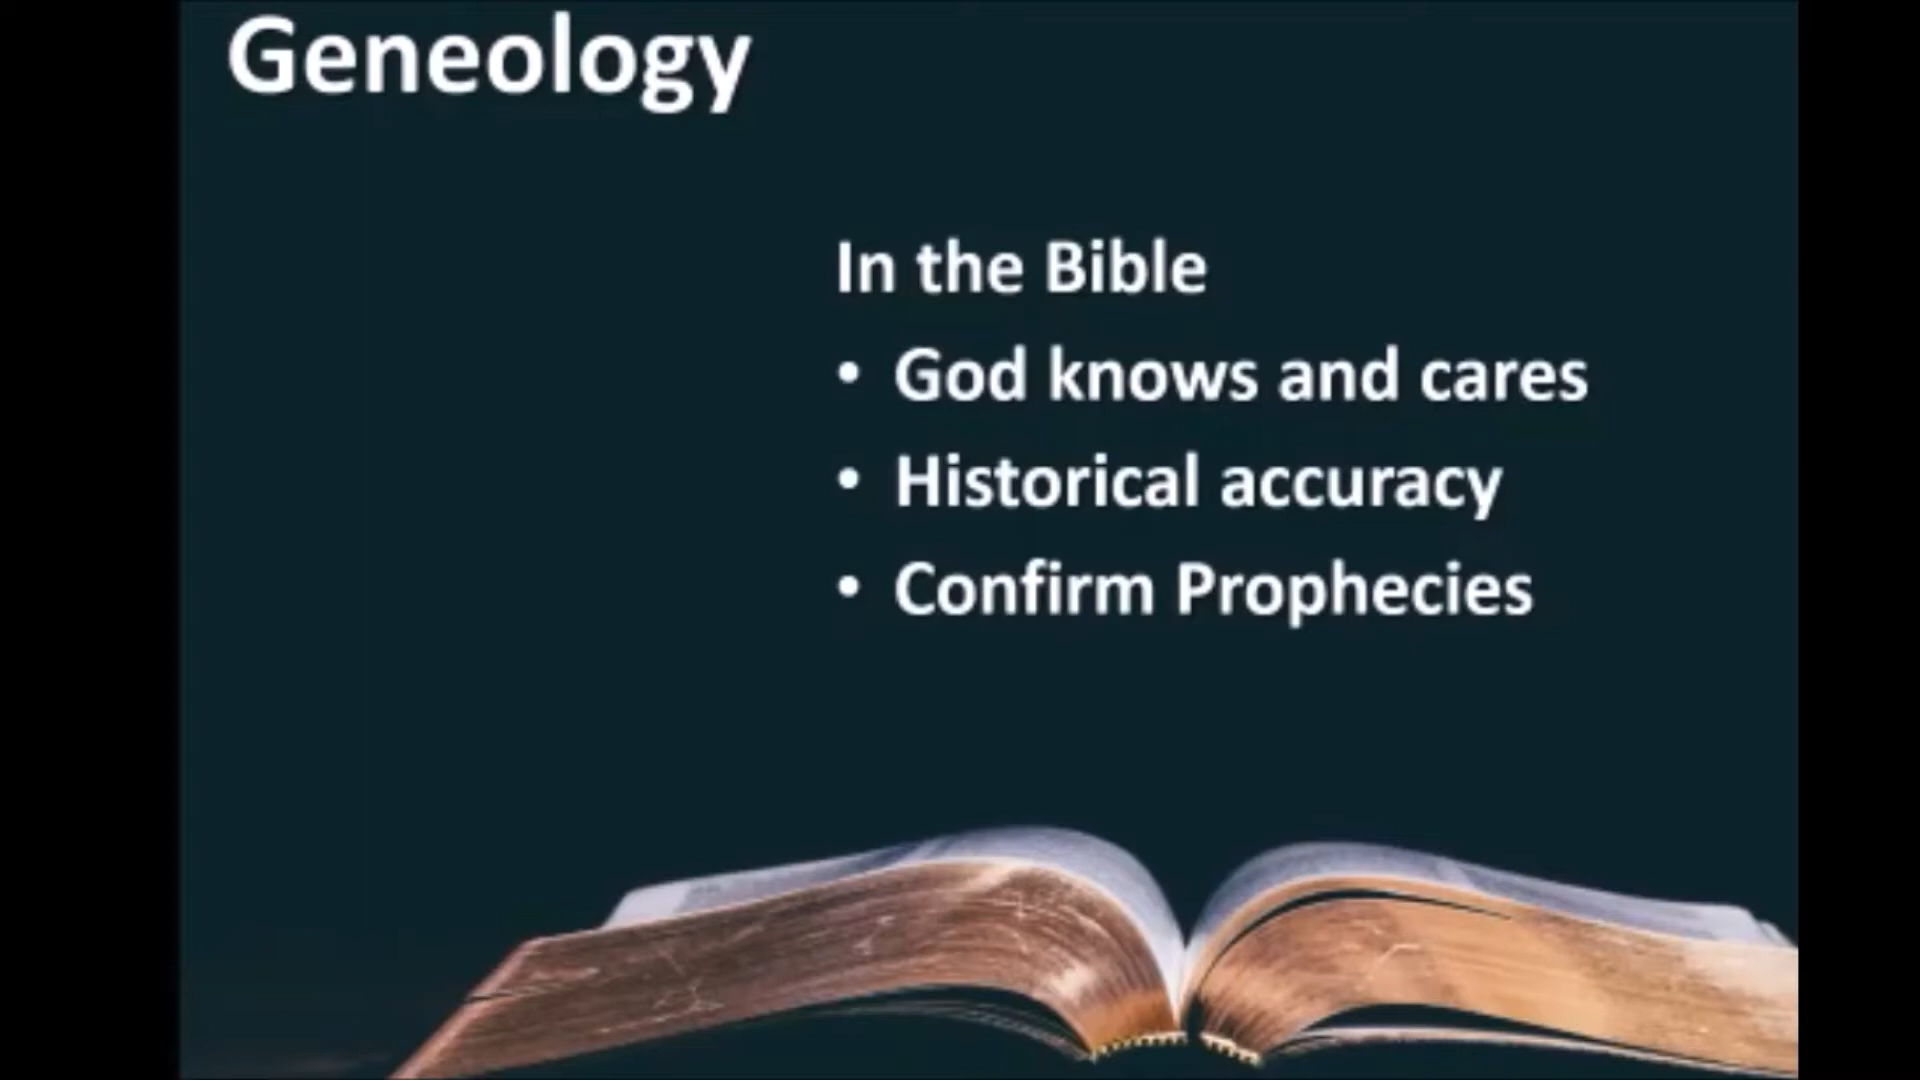 Geneology
In the Bible
• God knows and cares
• Historical accuracy
• Confirm Prophecies